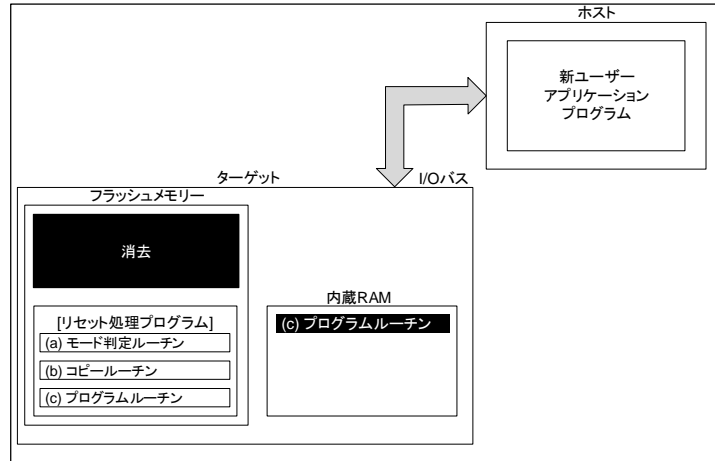 ホスト
新ユーザー
アプリケーション
プログラム
ターゲット
I/Oバス
フラッシュメモリー
消去
[リセット処理プログラム]
(a) モード判定ルーチン
(b) コピールーチン
(c) プログラムルーチン
内蔵RAM
(c) プログラムルーチン